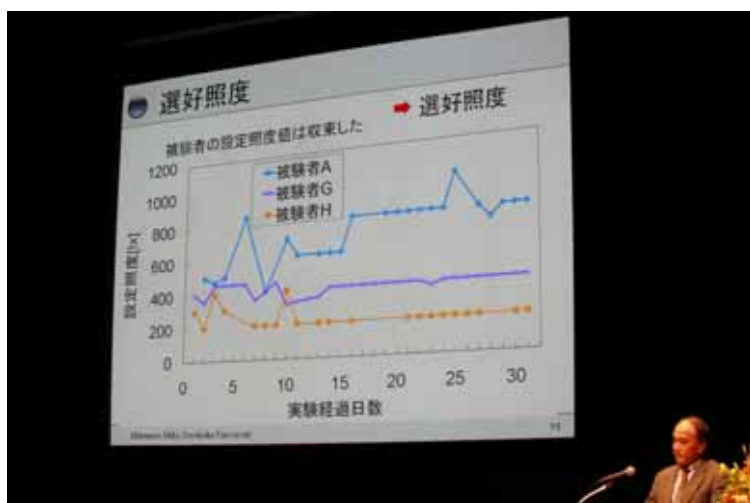 選好照度
➡ 選好照度
被験者の設定照度値は収束した
被験者A
被験者G
被験者H
設定照度[lx]
1200
1000
800
600
400
200
0
0 5 10 15 20 25 30
実験経過日数